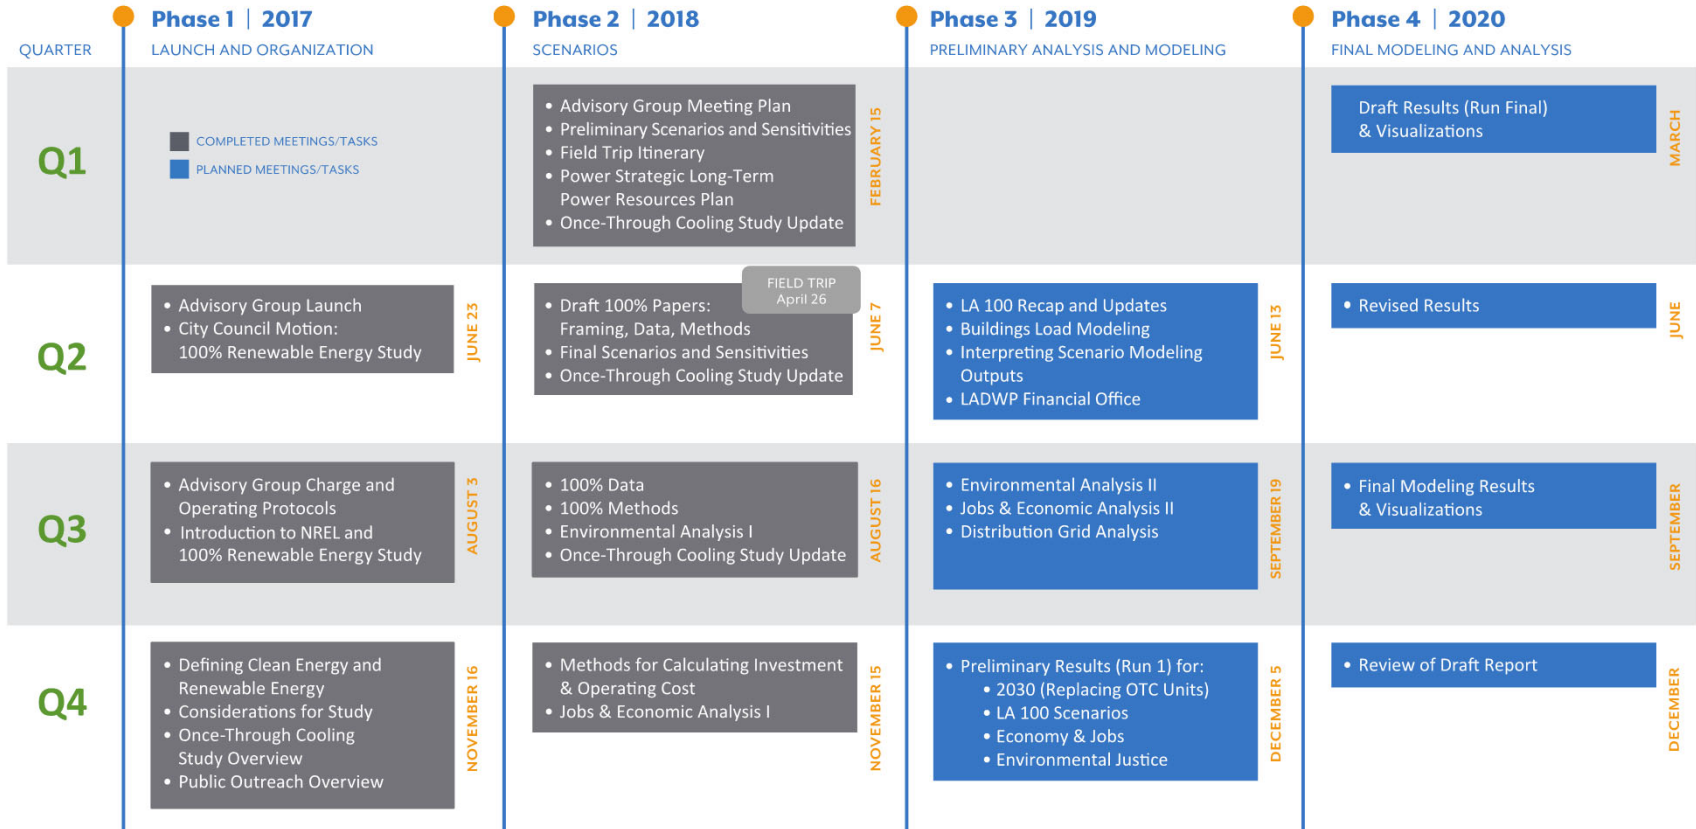 Phase 1 | 2017
LAUNCH AND ORGANIZATION
Phase 2 | 2018
SCENARIOS
Phase 3 | 2019
PRELIMINARY ANALYSIS AND MODELING
Phase 4 | 2020
FINAL MODELING AND ANALYSIS
QUARTER
Q1
COMPLETED MEETINGS/TASKS
PLANNED MEETINGS/TASKS
• Advisory Group Meeting Plan
• Preliminary Scenarios and Sensitivities
• Field Trip Itinerary
• Power Strategic Long-Term
Power Resources Plan
• Once-Through Cooling Study Update
FEBRUARY 15
Draft Results (Run Final)
& Visualizations
MARCH
Q2
• Advisory Group Launch
• City Council Motion:
100% Renewable Energy Study
JUNE 23
FIELD TRIP
April 26
• Draft 100% Papers:
Framing, Data, Methods
• Final Scenarios and Sensitivities
• Once-Through Cooling Study Update
JUNE 7
• LA 100 Recap and Updates
• Buildings Load Modeling
• Interpreting Scenario Modeling
Outputs
• LADWP Financial Office
JUNE 13
• Revised Results
JUNE
Q3
• Advisory Group Charge and
Operating Protocols
• Introduction to NREL and
100% Renewable Energy Study
AUGUST 3
• 100% Data
• 100% Methods
• Environmental Analysis I
• Once-Through Cooling Study Update
AUGUST 16
• Environmental Analysis II
• Jobs & Economic Analysis II
• Distribution Grid Analysis
SEPTEMBER 19
• Final Modeling Results
& Visualizations
SEPTEMBER
Q4
• Defining Clean Energy and
Renewable Energy
• Considerations for Study
• Once-Through Cooling
Study Overview
• Public Outreach Overview
NOVEMBER 16
• Methods for Calculating Investment
& Operating Cost
• Jobs & Economic Analysis I
NOVEMBER 15
• Preliminary Results (Run 1) for:
• 2030 (Replacing OTC Units)
• LA 100 Scenarios
• Economy & Jobs
• Environmental Justice
DECEMBER 5
• Review of Draft Report
DECEMBER